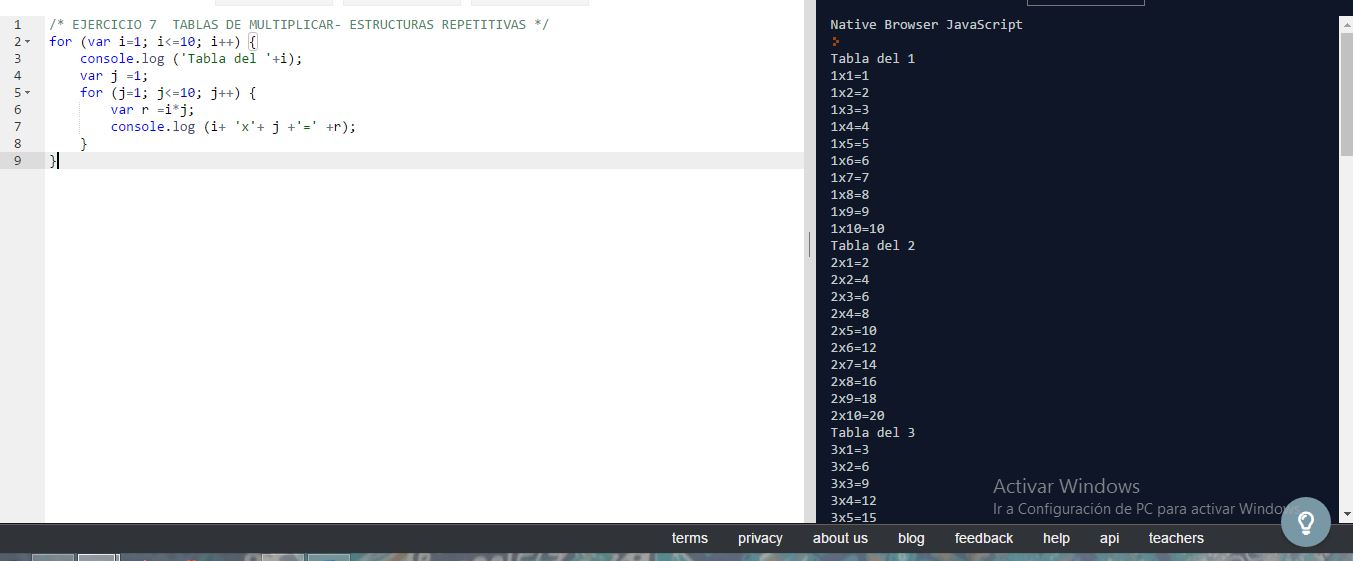 1 /* EJERCICIO 7  TABLAS DE MULTIPLICAR- ESTRUCTURAS REPETITIVAS */
2 for (var i=1; i<=10; i++) {
3     console.log ('Tabla del '+i);
4     var j =1;
5     for (j=1; j<=10; j++) {
6         var r =i*j;
7         console.log (i+ 'x'+ j +'=' +r);
8     }
9 }
Native Browser JavaScript
Tabla del 1
1x1=1
1x2=2
1x3=3
1x4=4
1x5=5
1x6=6
1x7=7
1x8=8
1x9=9
1x10=10
Tabla del 2
2x1=2
2x2=4
2x3=6
2x4=8
2x5=10
2x6=12
2x7=14
2x8=16
2x9=18
2x10=20
Tabla del 3
3x1=3
3x2=6
3x3=9
3x4=12
3x5=15
Activar Windows
Ir a Configuración de PC para activar Windows
terms privacy about us blog feedback help api teachers